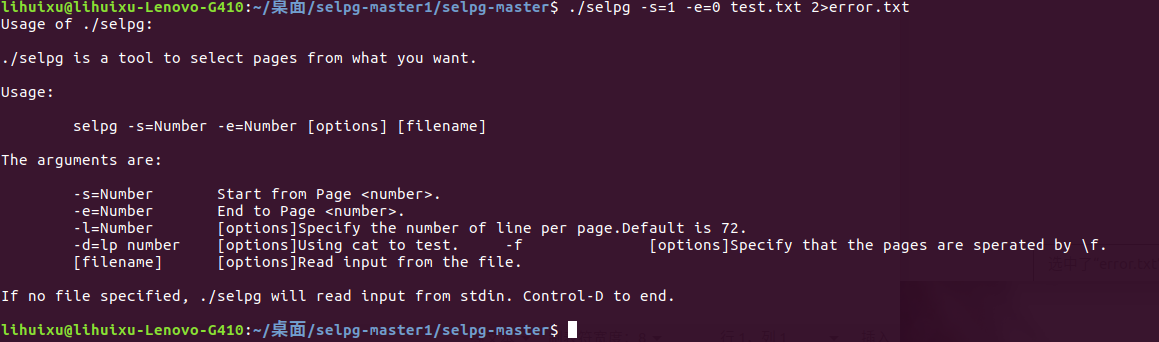 lihuixu@lihuixu-Lenovo-G410:~/桌面/selpg-master1/selpg-master$ ./selpg -s=1 -e=0 test.txt 2>error.txt
Usage of ./selpg:
./selpg is a tool to select pages from what you want.
Usage:
selpg -s=Number -e=Number [options] [filename]
The arguments are:
-s=Number Start from Page <number>.
-e=Number End to Page <number>.
-l=Number [options]Specify the number of line per page.Default is 72.
-d=lp number [options]Using cat to test. -f [options]Specify that the pages are sperated by \f.
[filename] [options]Read input from the file.
If no file specified, ./selpg will read input from stdin. Control-D to end.
lihuixu@lihuixu-Lenovo-G410:~/桌面/selpg-master1/selpg-master$